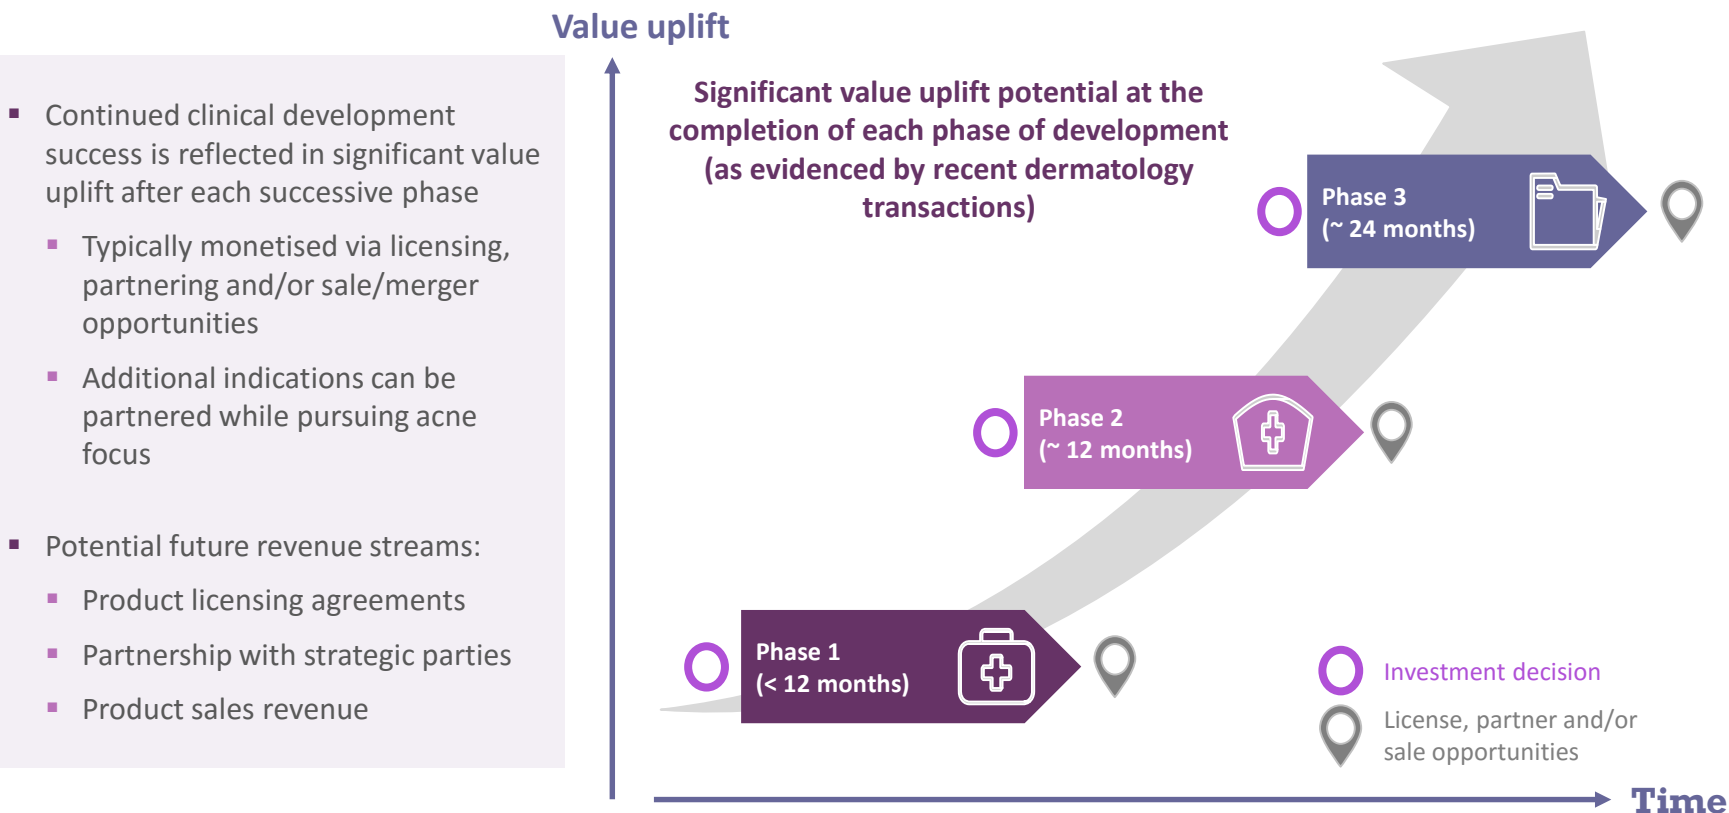 Value uplift
Continued clinical development
success is reflected in significant value
uplift after each successive phase
Typically monetised via licensing,
partnering and/or sale/merger
opportunities
Additional indications can be
partnered while pursuing acne
focus
Potential future revenue streams:
Product licensing agreements
Partnership with strategic parties
Product sales revenue
Significant value uplift potential at the
completion of each phase of development
(as evidenced by recent dermatology
transactions)
Phase 3
(~ 24 months)
Phase 2
(~ 12 months)
Phase 1
(< 12 months)
Investment decision
License, partner and/or
sale opportunities
Time